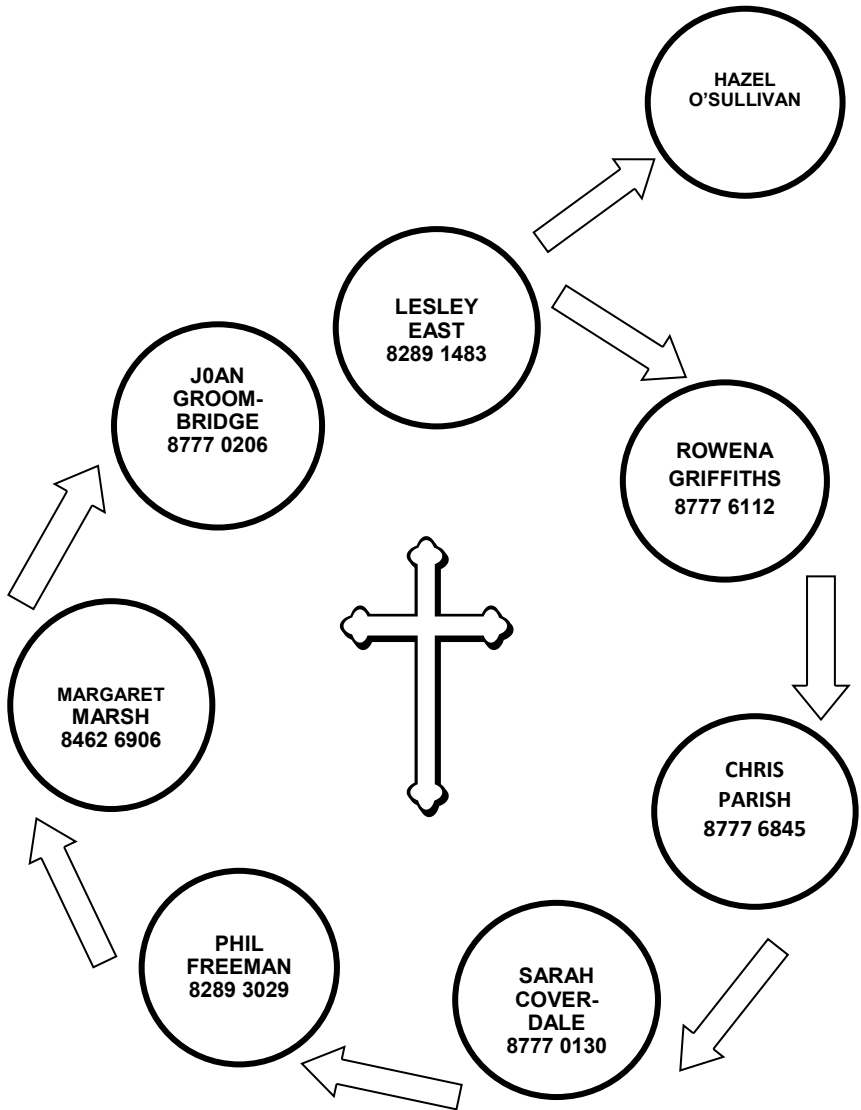 HAZEL
O'SULLIVAN
LESLEY
EAST
8289 1483
ROWENA
GRIFFITHS
8777 6112
CHRIS
PARISH
8777 6845
SARAH
COVER-
DALE
8777 0130
PHIL
FREEMAN
8289 3029
MARGARET
MARSH
8462 6906
J0AN
GROOM-
BRIDGE
8777 0206